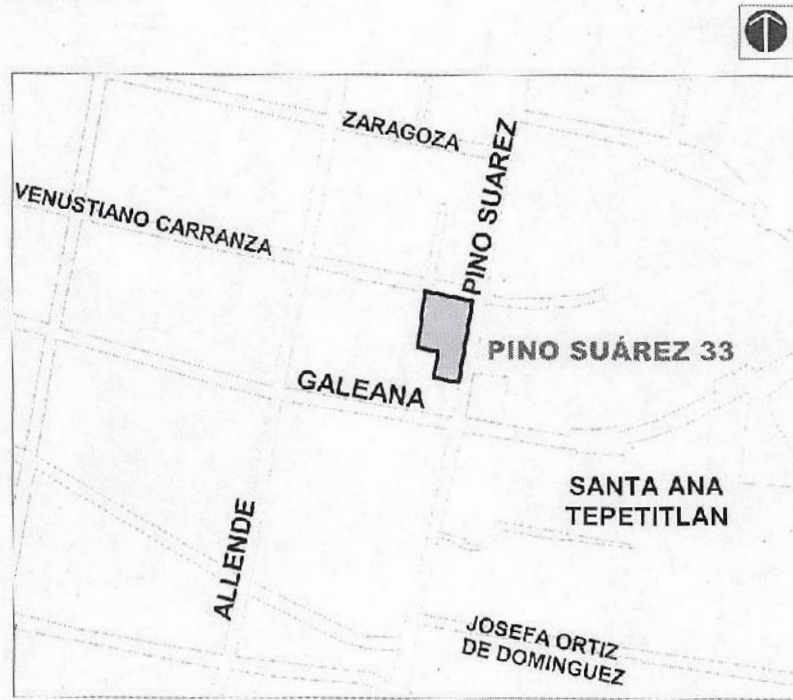 ZARAGOZA
PINO SUAREZ
VENUSTIANO CARRANZA
PINO SUÁREZ 33
GALEANA
SANTA ANA
TEPETITLAN
ALLENDE
JOSEFA ORTIZ
DE DOMINGUEZ